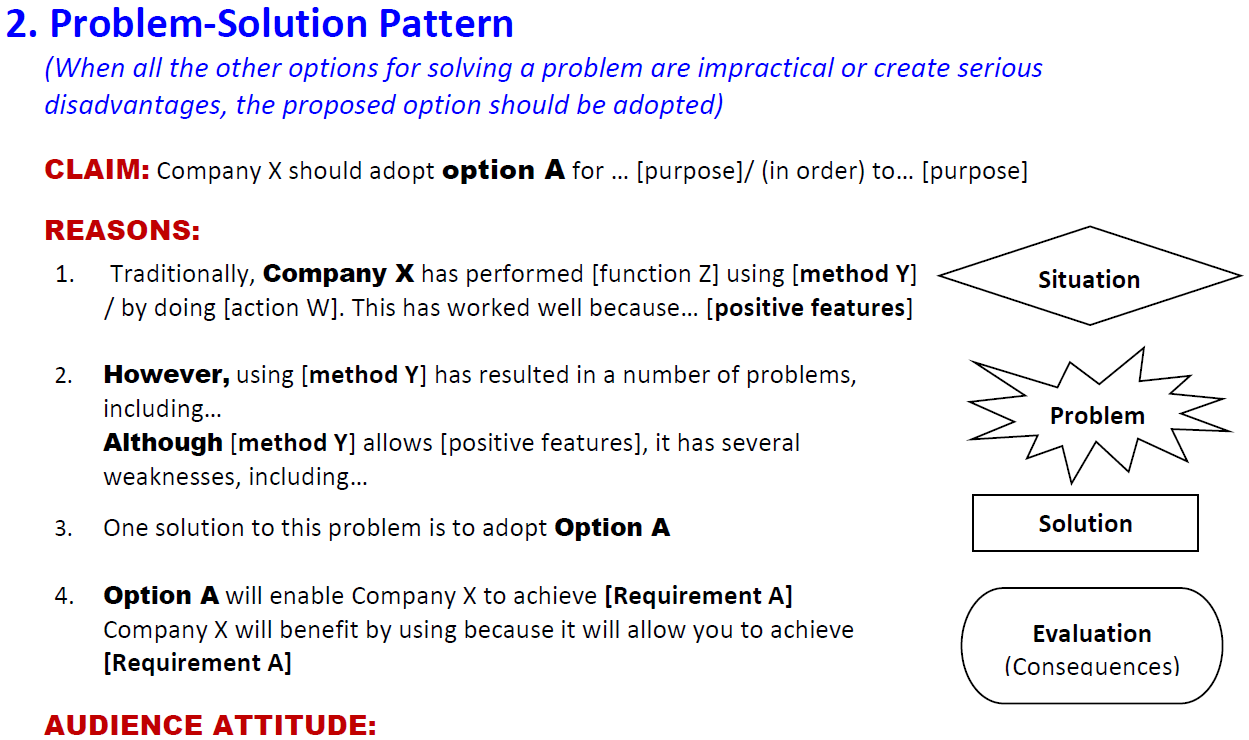 2. Problem-Solution Pattern
(When all the other options for solving a problem are impractical or create serious
disadvantages, the proposed option should be adopted)
CLAIM: Company X should adopt option A for … [purpose]/ (in order) to… [purpose]
REASONS:
1. Traditionally, Company X has performed [function Z] using [method Y]
/ by doing [action W]. This has worked well because… [positive features]
Situation
2. However, using [method Y] has resulted in a number of problems,
including…
Although [method Y] allows [positive features], it has several
weaknesses, including…
Problem
3. One solution to this problem is to adopt Option A
Solution
4. Option A will enable Company X to achieve [Requirement A]
Company X will benefit by using because it will allow you to achieve
[Requirement A]
Evaluation
(Consequences)
AUDIENCE ATTITUDE: